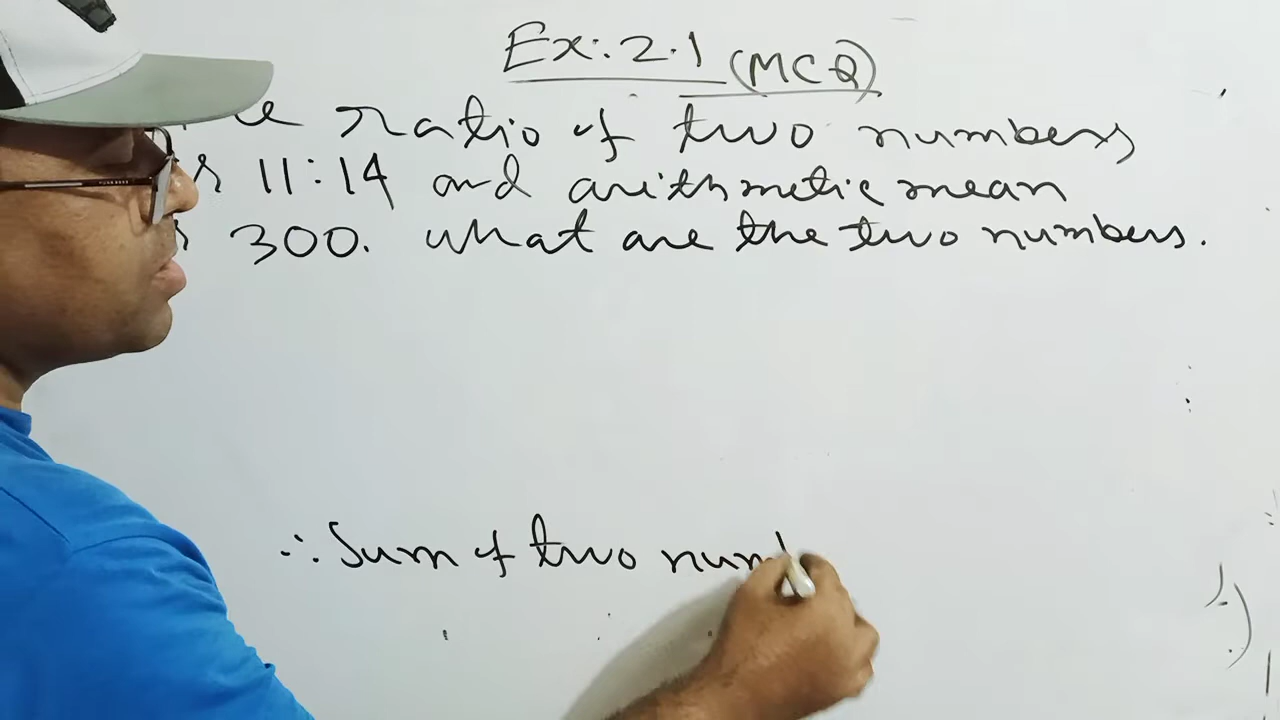 Ex:. 2.1 (MCQ)
ratio of two numbers
11:14 and arithmetic mean
300. what are the two numbers.
∴ Sum of two num